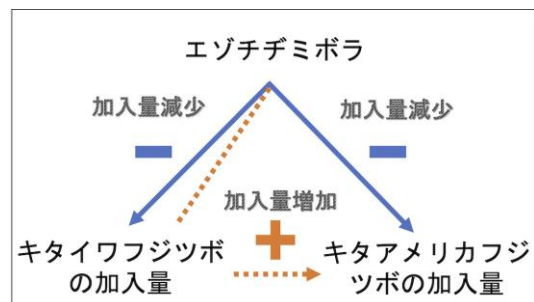 エゾチヂミボラ
加入量減少
加入量減少
加入量増加
キタイワフジツボ
の加入量
キタアメリカフジ
ツボの加入量